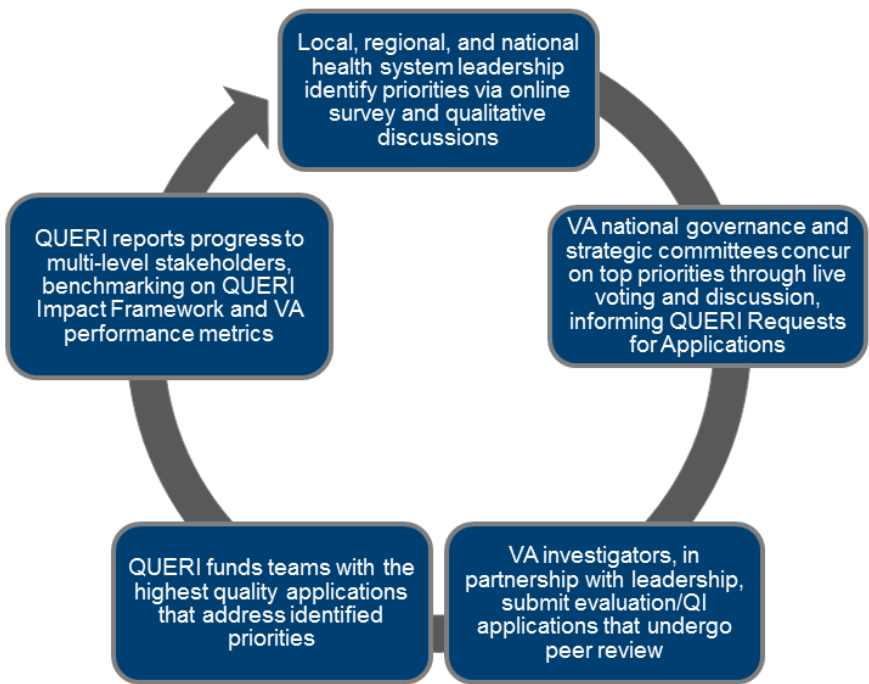 Local, regional, and national
health system leadership
identify priorities via online
survey and qualitative
discussions
VA national governance and
strategic committees concur
on top priorities through live
voting and discussion,
informing QUERI Requests
for Applications
VA investigators, in
partnership with leadership,
submit evaluation/QI
applications that undergo
peer review
QUERI funds teams with the
highest quality applications
that address identified
priorities
QUERI reports progress to
multi-level stakeholders,
benchmarking on QUERI
Impact Framework and VA
performance metrics